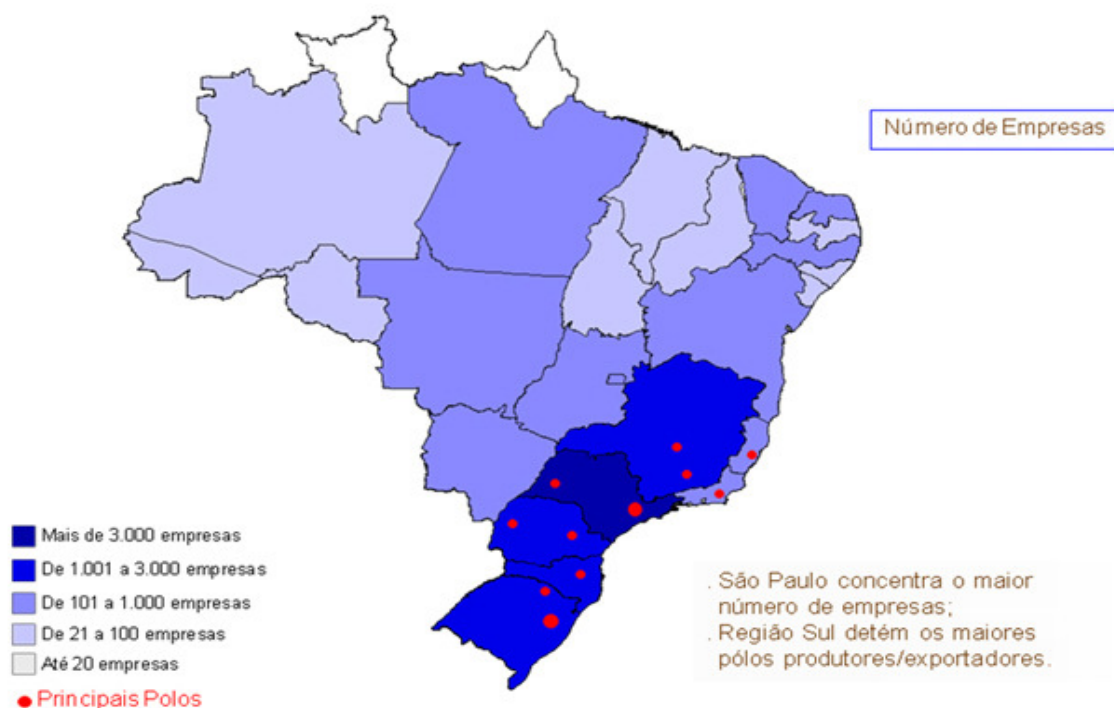 Número de Empresas
Mais de 3.000 empresas
De 1.001 a 3.000 empresas
De 101 a 1.000 empresas
De 21 a 100 empresas
Até 20 empresas
Principais Polos
. São Paulo concentra o maior
número de empresas;
. Região Sul detém os maiores
pólos produtores/exportadores.